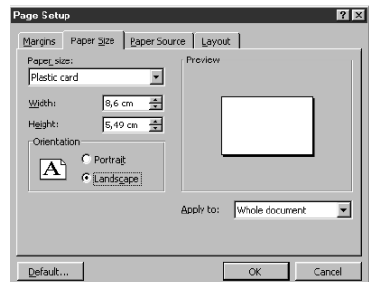 Page Setup
Margins Paper Size Paper Source Layout
Paper size: Preview
Plastic card
Width: 8,6 cm
Height: 5,49 cm
Orientation
A Portrait
Landscape
Apply to: Whole document
Default... OK Cancel